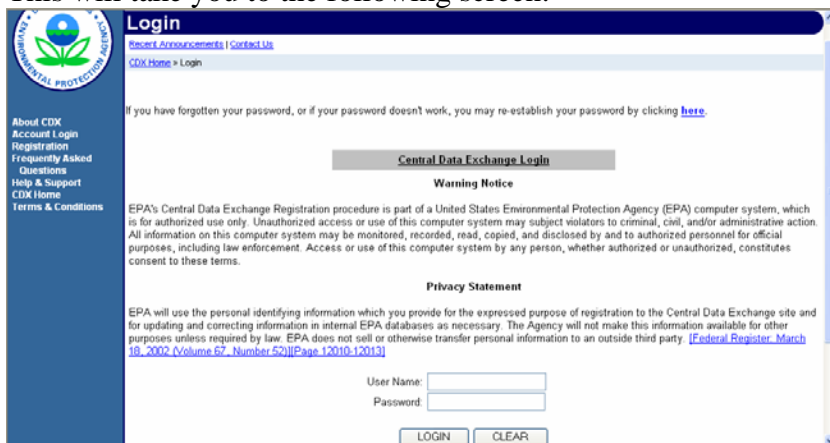 This will take you to the following screen:
Login
Recent Announcements | Contact Us
CDX Home » Login
About CDX
Account Login
Registration
Frequently Asked
Questions
Help & Support
CDX Home
Terms & Conditions
If you have forgotten your password, or if your password doesn't work, you may re-establish your password by clicking here.
Central Data Exchange Login
Warning Notice
EPA's Central Data Exchange Registration procedure is part of a United States Environmental Protection Agency (EPA) computer system, which
is for authorized use only. Unauthorized access or use of this computer system may subject violators to criminal, civil, and/or administrative action.
All information on this computer system may be monitored, recorded, read, copied, and disclosed by and to authorized personnel for official
purposes, including law enforcement. Access or use of this computer system by any person, whether authorized or unauthorized, constitutes
consent to these terms.
Privacy Statement
EPA will use the personal identifying information which you provide for the expressed purpose of registration to the Central Data Exchange site and
for updating and correcting information in internal EPA databases as necessary. The Agency will not make this information available for other
purposes unless required by law. EPA does not sell or otherwise transfer personal information to an outside third party. [Federal Register: March
18, 2002 (Volume 67, Number 52)][Page 12010-12013]
User Name:
Password:
LOGIN CLEAR